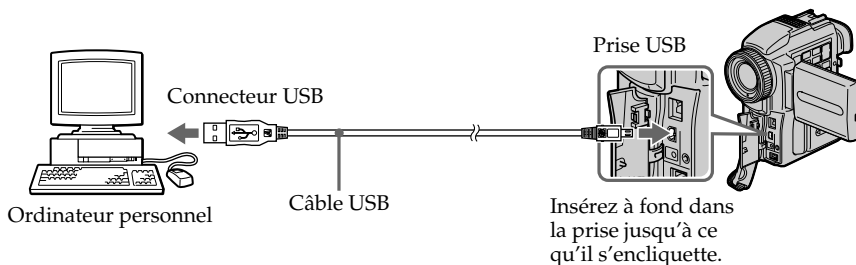 Prise USB
Connecteur USB
Ordinateur personnel
Câble USB
Insérez à fond dans
la prise jusqu'à ce
qu'il s'encliquette.